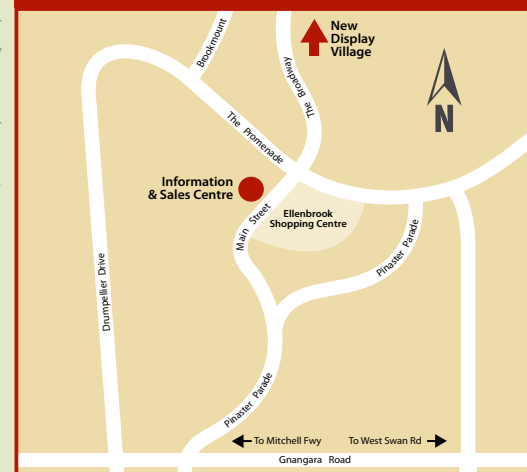 New
Display
Village
Brookmount
The Broadway
The Promenade
Information
& Sales Centre
Main Street
Ellenbrook
Shopping Centre
Pinaster Parade
Drumpellier Drive
Pinaster Parade
N
To Mitchell Fwy
To West Swan Rd
Gnangara Road